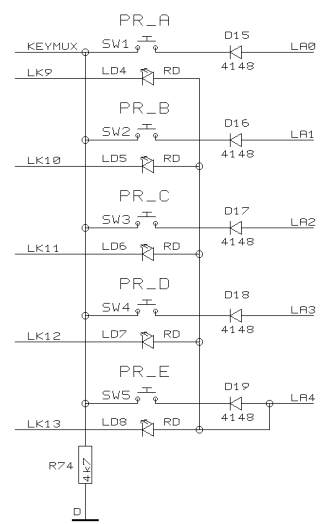 PR_A
D15
KEYMUX SW1 LA0
4148
LK9 LD4 RD
PR_B
D16
SW2 LA1
4148
LK10 LD5 RD
PR_C
D17
SW3 LA2
4148
LK11 LD6 RD
PR_D
D18
SW4 LA3
4148
LK12 LD7 RD
PR_E
D19
SW5 LA4
4148
LK13 LD8 RD
R74 4k7
D